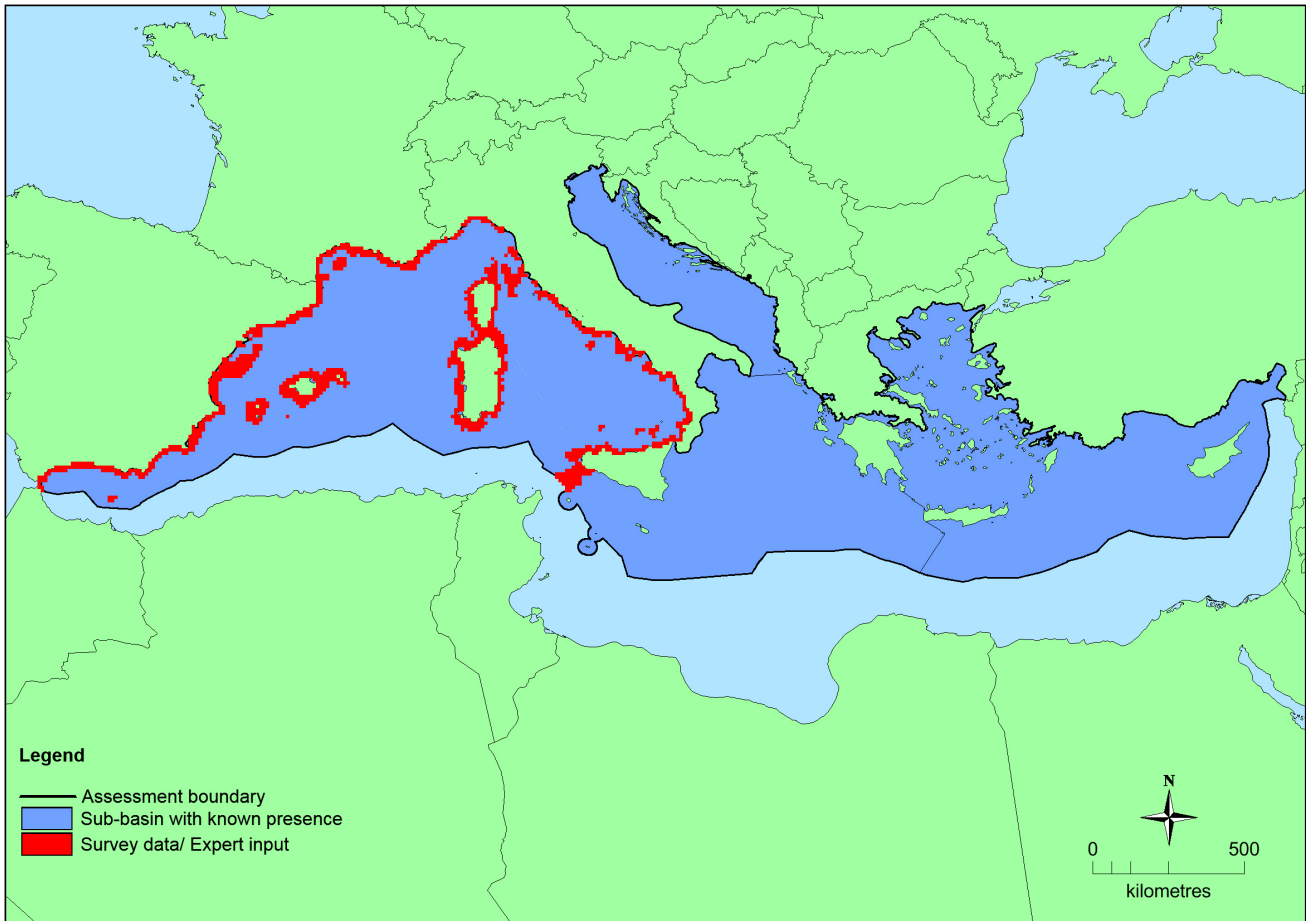 Legend
Assessment boundary
Sub-basin with known presence
Survey data/ Expert input
N
0 500
kilometres